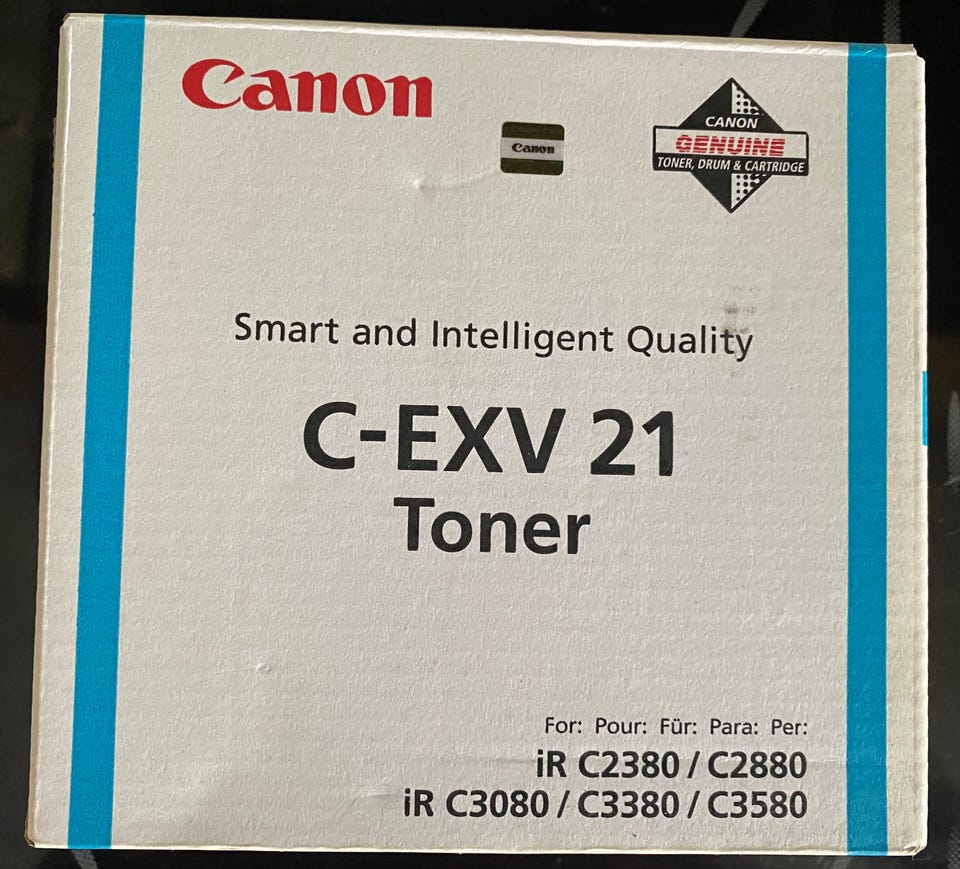 Canon
Canon
CANON
GENUINE
TONER, DRUM & CARTRIDGE
Smart and Intelligent Quality
C-EXV 21
Toner
For: Pour: Für: Para: Per:
iR C2380 / C2880
iR C3080 / C3380 / C3580